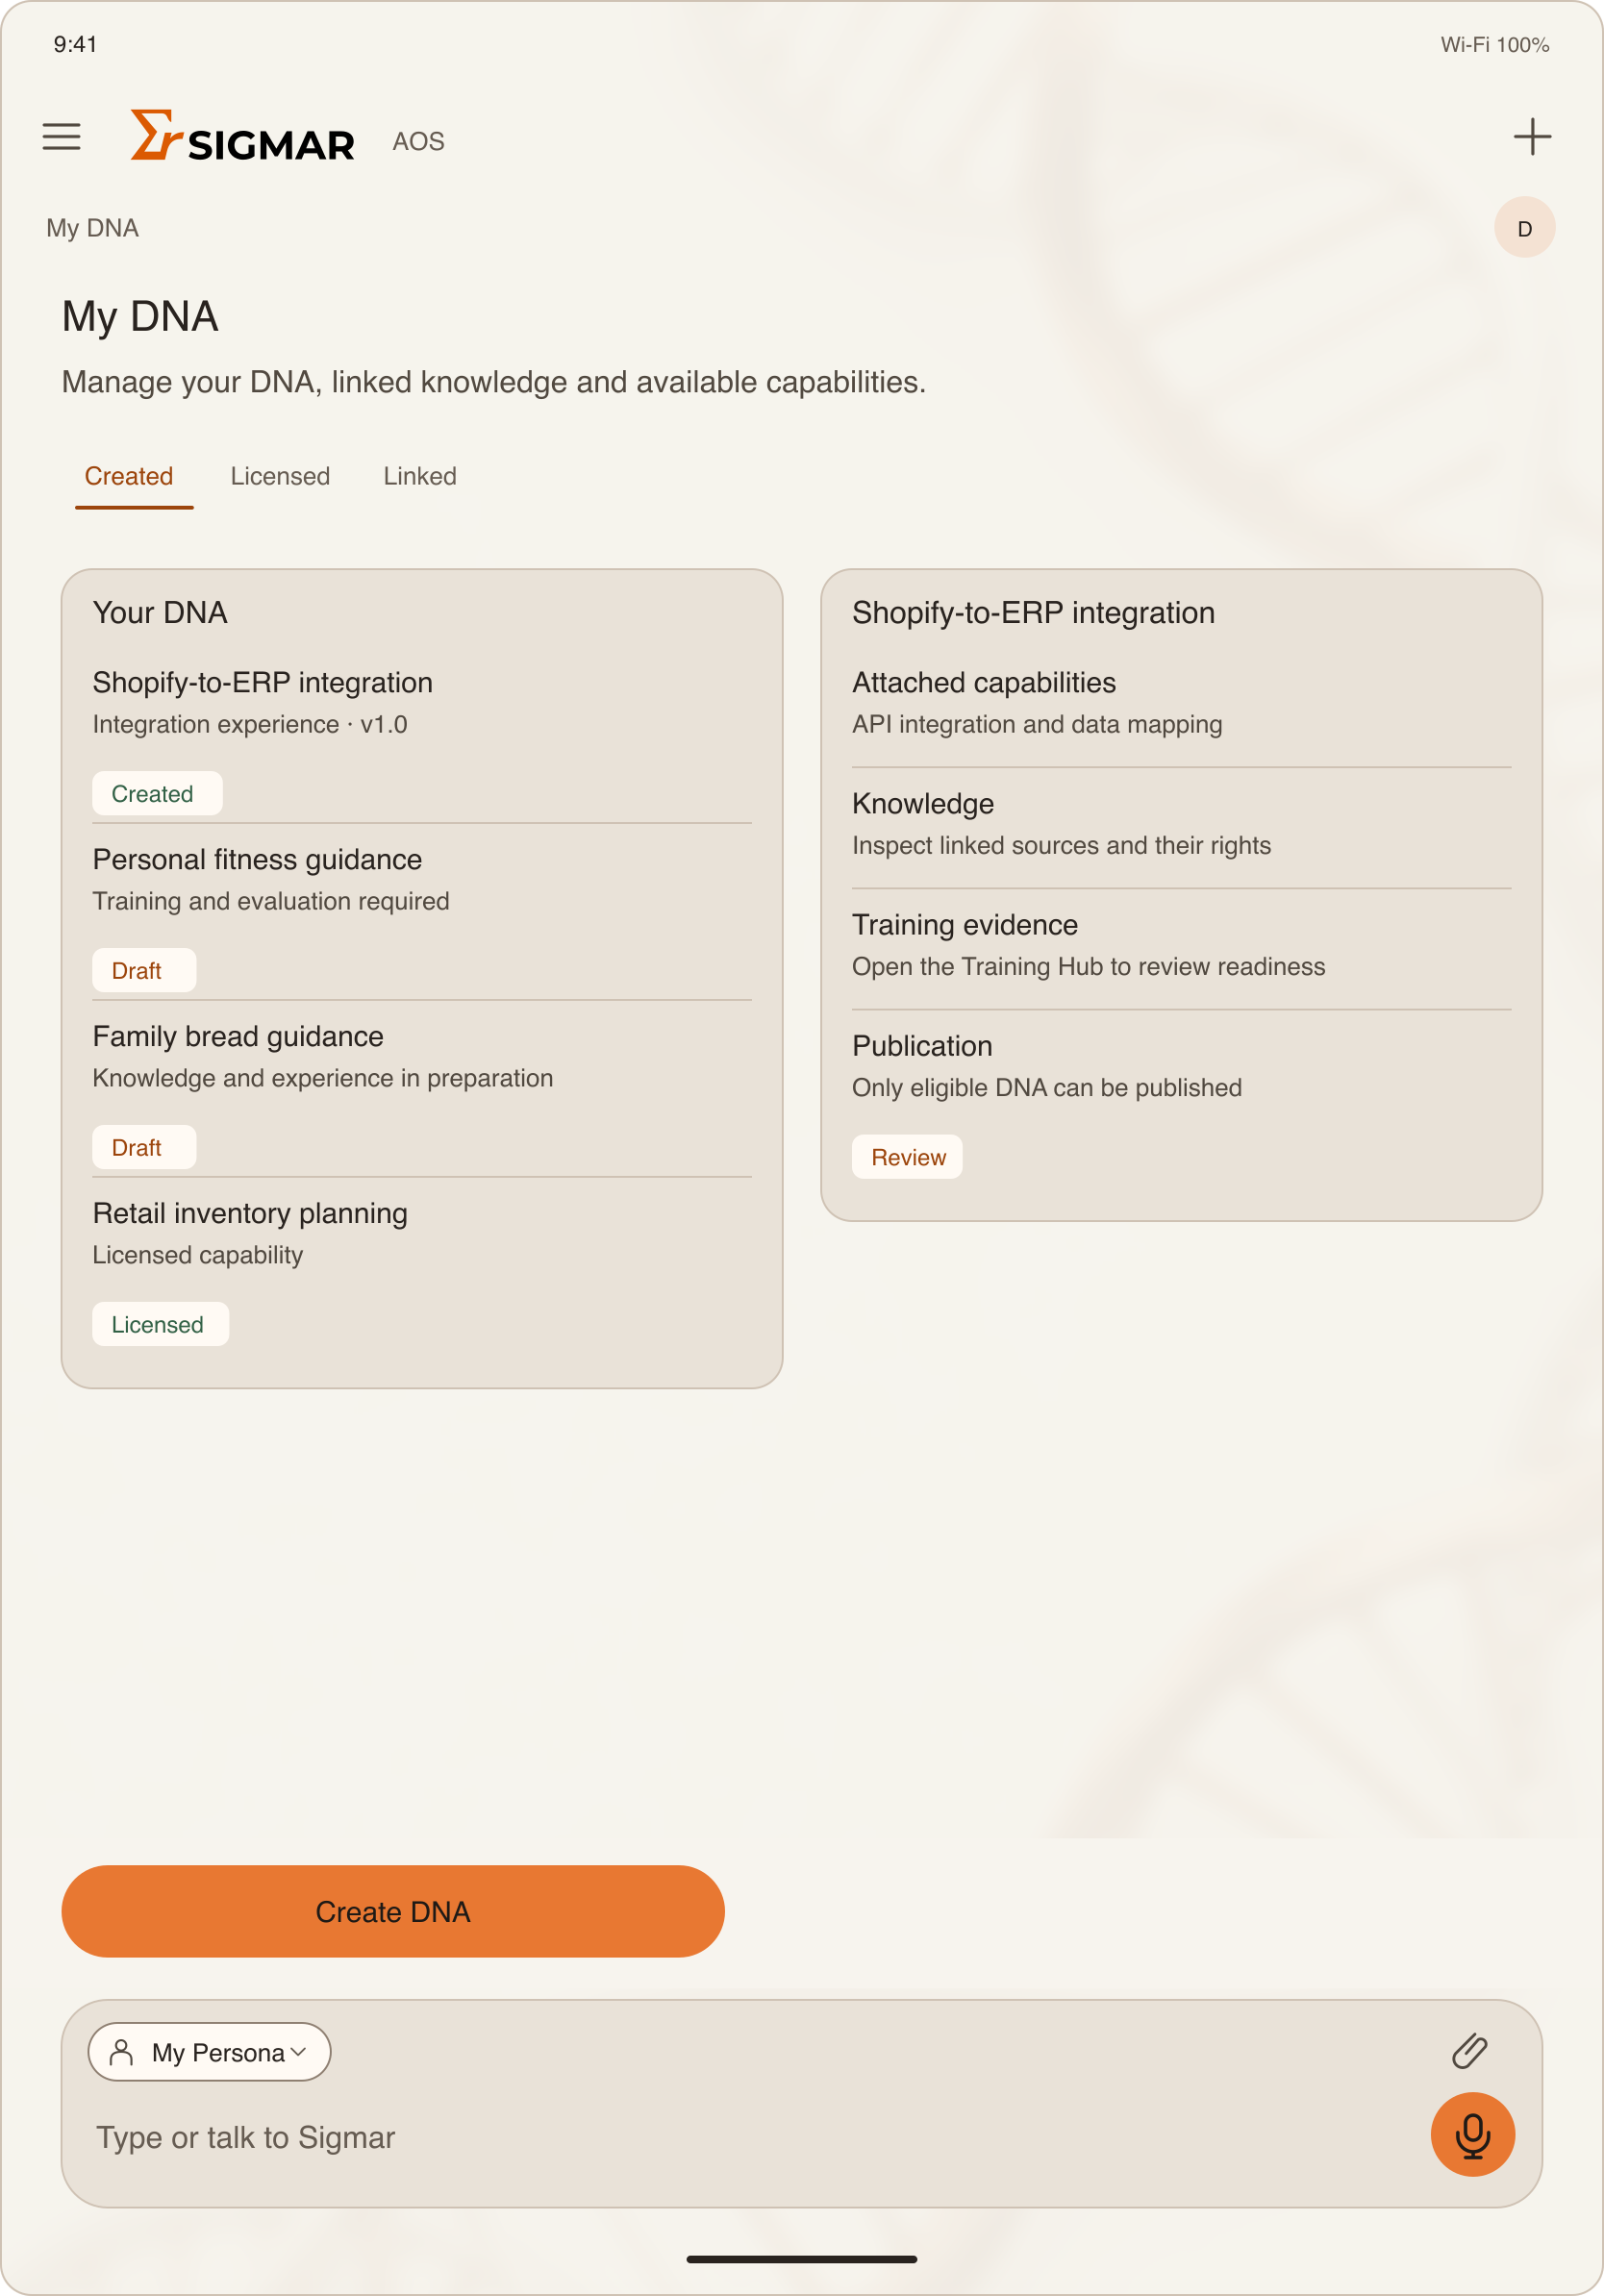 9:41
Wi-Fi 100%
Σr SIGMAR AOS
My DNA
D
My DNA
Manage your DNA, linked knowledge and available capabilities.
Created
Licensed
Linked
Your DNA
Shopify-to-ERP integration
Integration experience · v1.0
Created
Personal fitness guidance
Training and evaluation required
Draft
Family bread guidance
Knowledge and experience in preparation
Draft
Retail inventory planning
Licensed capability
Licensed
Shopify-to-ERP integration
Attached capabilities
API integration and data mapping
Knowledge
Inspect linked sources and their rights
Training evidence
Open the Training Hub to review readiness
Publication
Only eligible DNA can be published
Review
Create DNA
My Persona
Type or talk to Sigmar